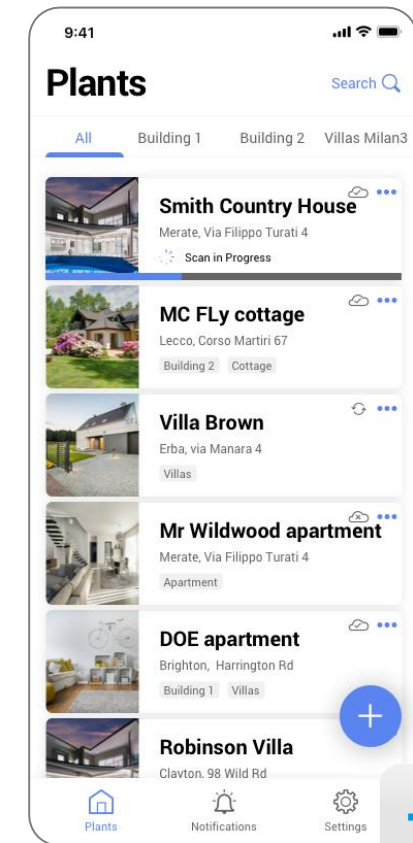 9:41
Plants
Search
All Building 1 Building 2 Villas Milan3
Smith Country House
Merate, Via Filippo Turati 4
Scan in Progress
MC FLy cottage
Lecco, Corso Martiri 67
Building 2 Cottage
Villa Brown
Erba, via Manara 4
Villas
Mr Wildwood apartment
Merate, Via Filippo Turati 4
Apartment
DOE apartment
Brighton, Harrington Rd
Building 1 Villas
Robinson Villa
Clayton, 98 Wild Rd
Plants Notifications Settings